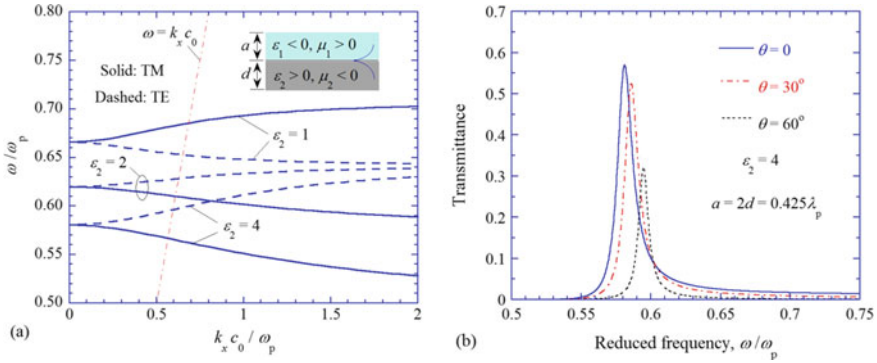 ω = kₓc₀
a
ε₁ < 0, μ₁ > 0
d
ε₂ > 0, μ₂ < 0
Solid: TM
Dashed: TE
ε₂ = 1
ε₂ = 2
ε₂ = 4
0.80
0.75
0.70
0.65
0.60
0.55
0.50
ω/ωₚ
0
0.5
1
1.5
2
kₓc₀ / ωₚ
(a)
θ = 0
θ = 30°
θ = 60°
ε₂ = 4
a = 2d = 0.425λₚ
0.7
0.6
0.5
0.4
0.3
0.2
0.1
0
Transmittance
0.5
0.55
0.6
0.65
0.7
0.75
Reduced frequency, ω/ωₚ
(b)